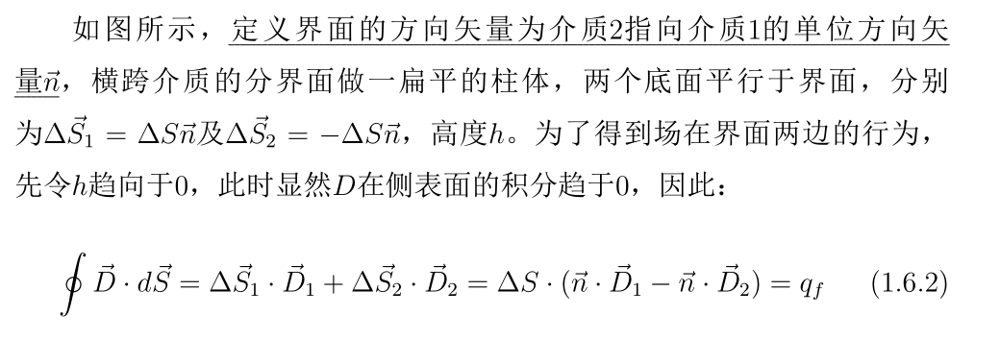 如图所示，定义界面的方向矢量为介质2指向介质1的单位方向矢
量$\vec{n}$，横跨介质的分界面做一扁平的柱体，两个底面平行于界面，分别
为$\Delta \vec{S}_1 = \Delta S\vec{n}$及$\Delta \vec{S}_2 = -\Delta S\vec{n}$，高度$h$。为了得到场在界面两边的行为，
先令$h$趋向于0，此时显然$D$在侧表面的积分趋于0，因此：
$\oint \vec{D} \cdot d\vec{S} = \Delta \vec{S}_1 \cdot \vec{D}_1 + \Delta \vec{S}_2 \cdot \vec{D}_2 = \Delta S \cdot (\vec{n} \cdot \vec{D}_1 - \vec{n} \cdot \vec{D}_2) = q_f$ (1.6.2)